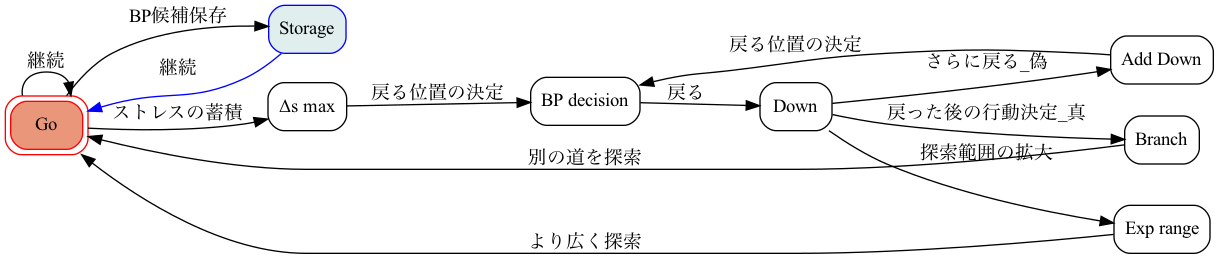 BP候補保存
Storage
継続
継続
Go
ストレスの蓄積
Δs max
戻る位置の決定
BP decision
戻る
Down
戻る位置の決定
さらに戻る_偽
Add Down
戻った後の行動決定_真
Branch
探索範囲の拡大
別の道を探索
Exp range
より広く探索